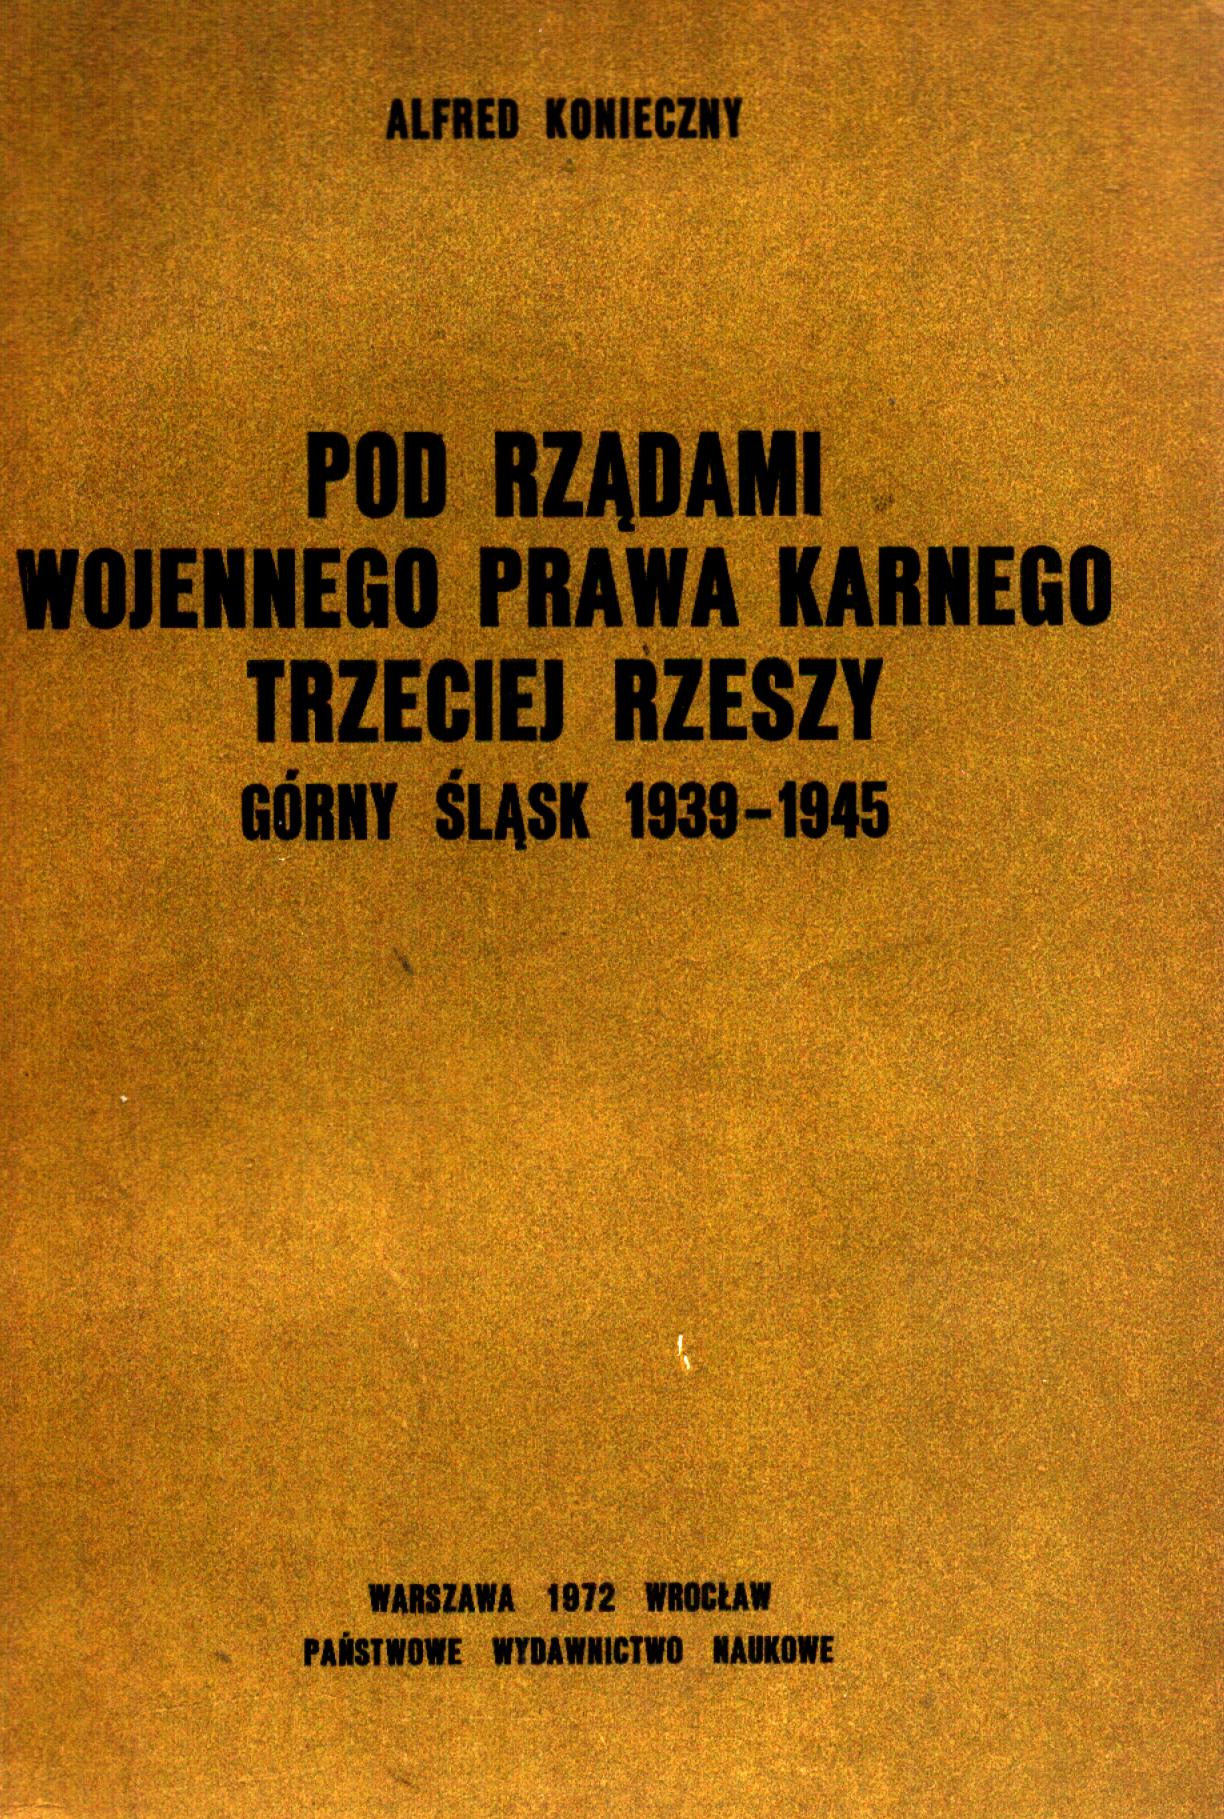 ALFRED KONIECZNY
POD RZĄDAMI
WOJENNEGO PRAWA KARNEGO
TRZECIEJ RZESZY
GÓRNY ŚLĄSK 1939-1945
WARSZAWA 1972 WROCŁAW
PAŃSTWOWE WYDAWNICTWO NAUKOWE